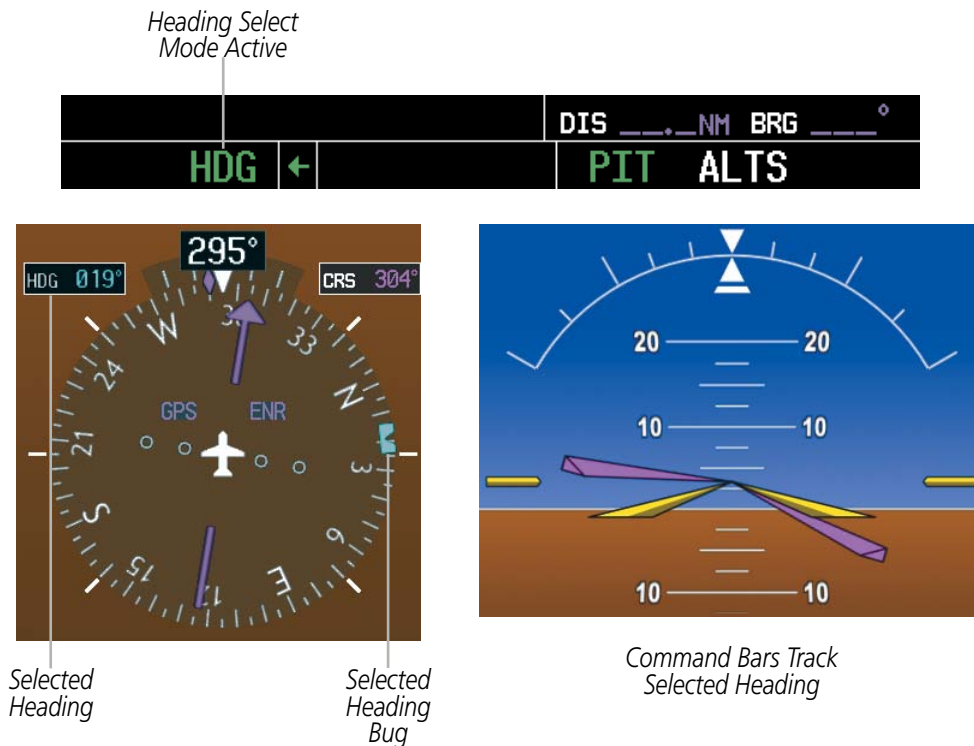 Heading Select
Mode Active
DIS __._NM BRG ___°
HDG ← PIT ALTS
295°
HDG 019°
CRS 304°
30
33
N
3
6
E
12
15
S
21
24
W
GPS ENR
20 20
10 10
10 10
Selected
Heading
Selected
Heading
Bug
Command Bars Track
Selected Heading